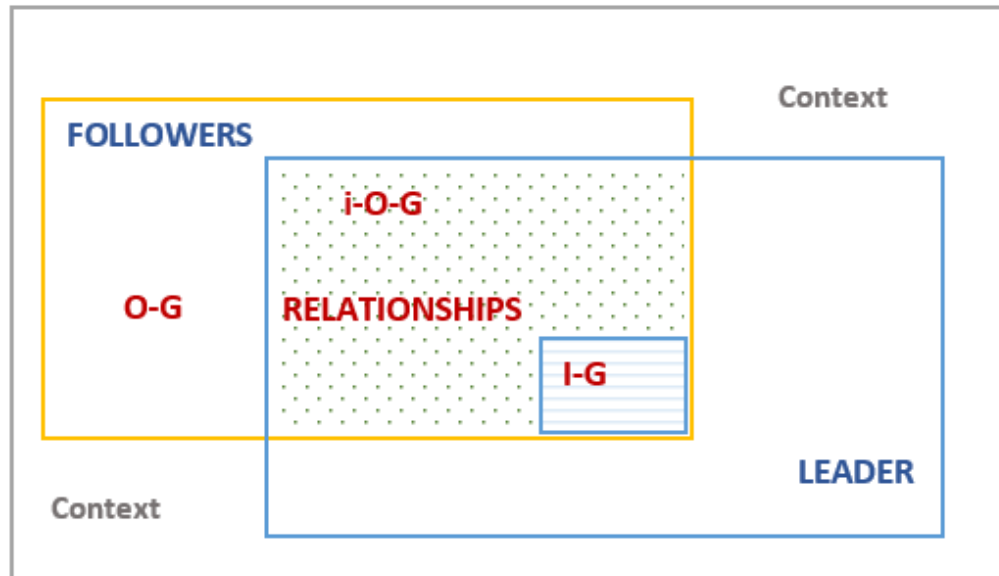 Context
FOLLOWERS
i-O-G
O-G
RELATIONSHIPS
I-G
LEADER
Context